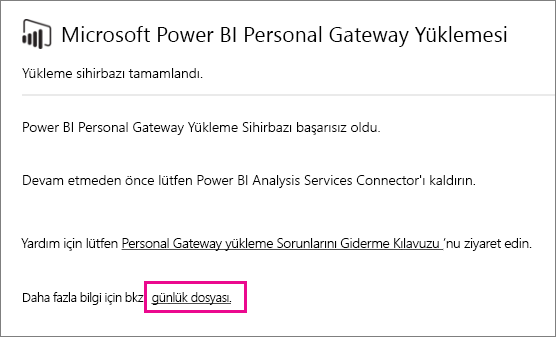 Microsoft Power BI Personal Gateway Yüklemesi
Yükleme sihirbazı tamamlandı.
Power BI Personal Gateway Yükleme Sihirbazı başarısız oldu.
Devam etmeden önce lütfen Power BI Analysis Services Connector'ı kaldırın.
Yardım için lütfen Personal Gateway yükleme Sorunlarını Giderme Kılavuzu 'nu ziyaret edin.
Daha fazla bilgi için bkz günlük dosyası.